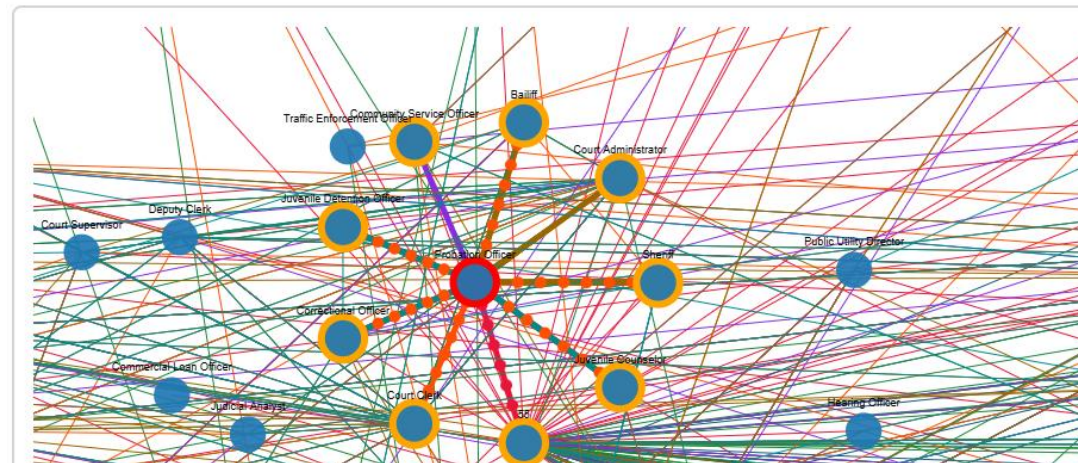 Bailiff
Community Service Officer
Traffic Enforcement Officer
Court Administrator
Juvenile Detention Officer
Deputy Clerk
Court Supervisor
Public Utility Director
Probation Officer
Sheriff
Correctional Officer
Juvenile Counselor
Commercial Loan Officer
Court Clerk
Hearing Officer
Judicial Analyst